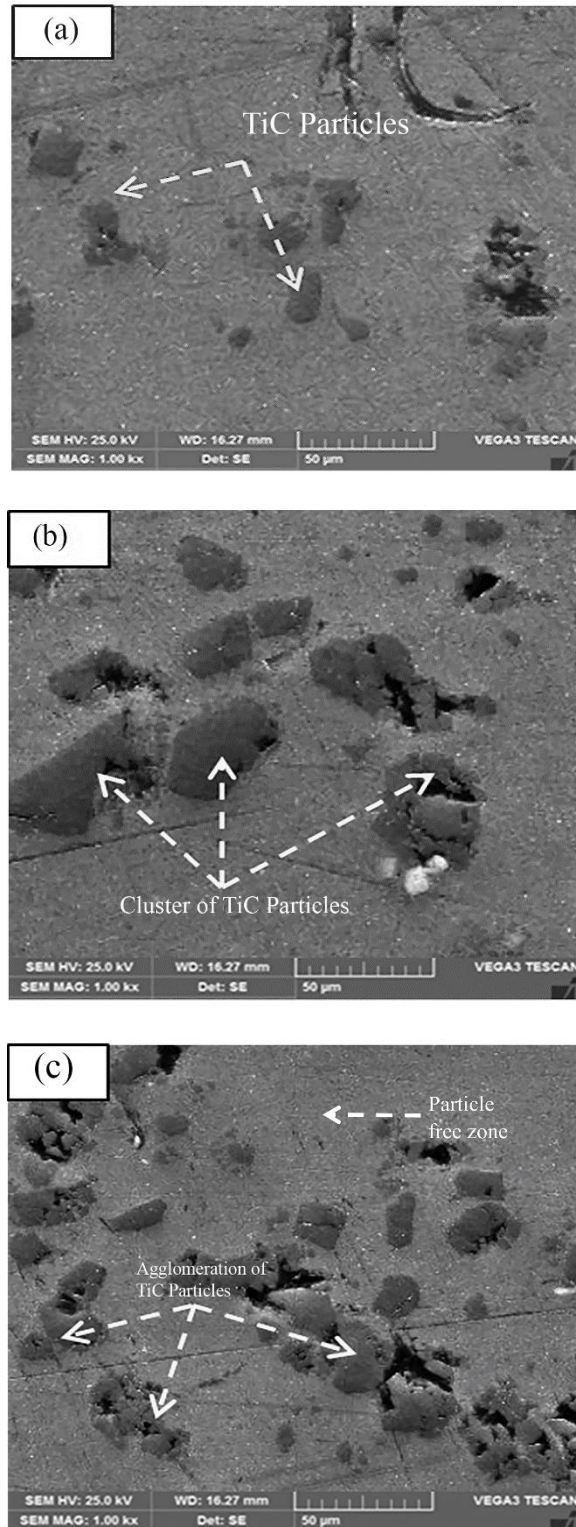 (a)
TiC Particles
SEM HV: 25.0 kV WD: 16.27 mm VEGA3 TESCAN
SEM MAG: 1.00 kx Det: SE 50 µm
(b)
Cluster of TiC Particles
SEM HV: 25.0 kV WD: 16.27 mm VEGA3 TESCAN
SEM MAG: 1.00 kx Det: SE 50 µm
(c)
Particle
free zone
Agglomeration of
TiC Particles
SEM HV: 25.0 kV WD: 16.27 mm VEGA3 TESCAN
SEM MAG: 1.00 kx Det: SE 50 µm